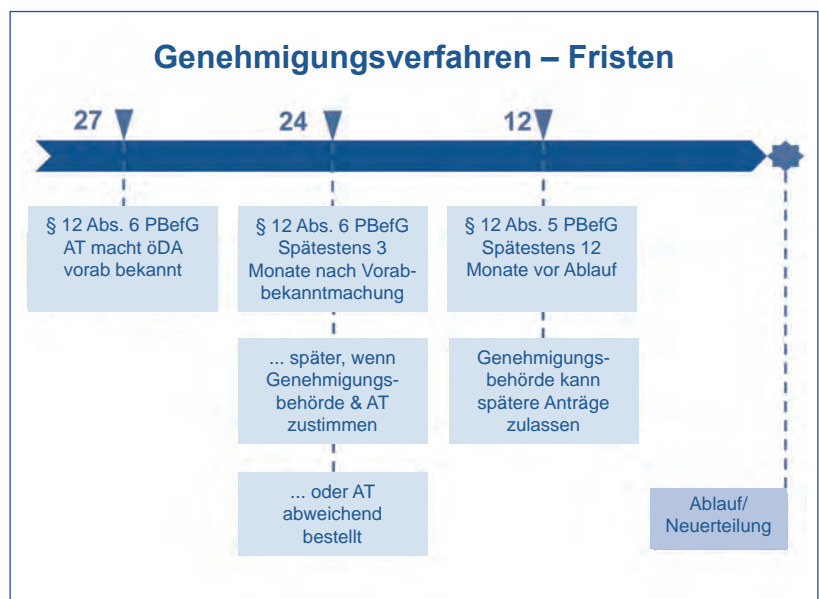 Genehmigungsverfahren – Fristen
27
24
12
§ 12 Abs. 6 PBefG
AT macht öDA
vorab bekannt
§ 12 Abs. 6 PBefG
Spätestens 3
Monate nach Vorab-
bekanntmachung
§ 12 Abs. 5 PBefG
Spätestens 12
Monate vor Ablauf
... später, wenn
Genehmigungs-
behörde & AT
zustimmen
Genehmigungs-
behörde kann
spätere Anträge
zulassen
... oder AT
abweichend
bestellt
Ablauf/
Neuerteilung